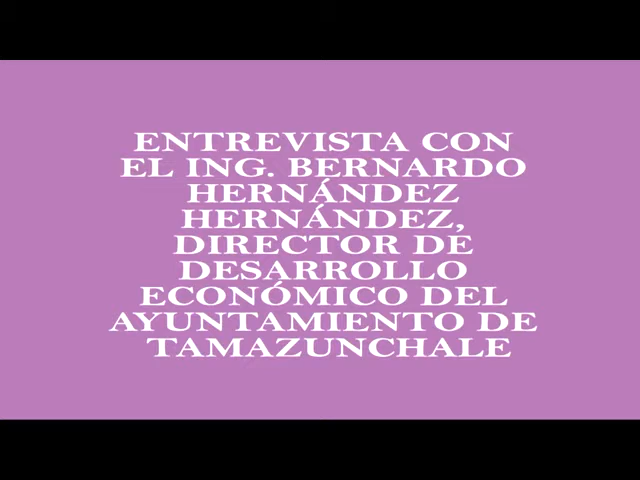 ENTREVISTA CON
EL ING. BERNARDO
HERNÁNDEZ
HERNÁNDEZ,
DIRECTOR DE
DESARROLLO
ECONÓMICO DEL
AYUNTAMIENTO DE
TAMAZUNCHALE